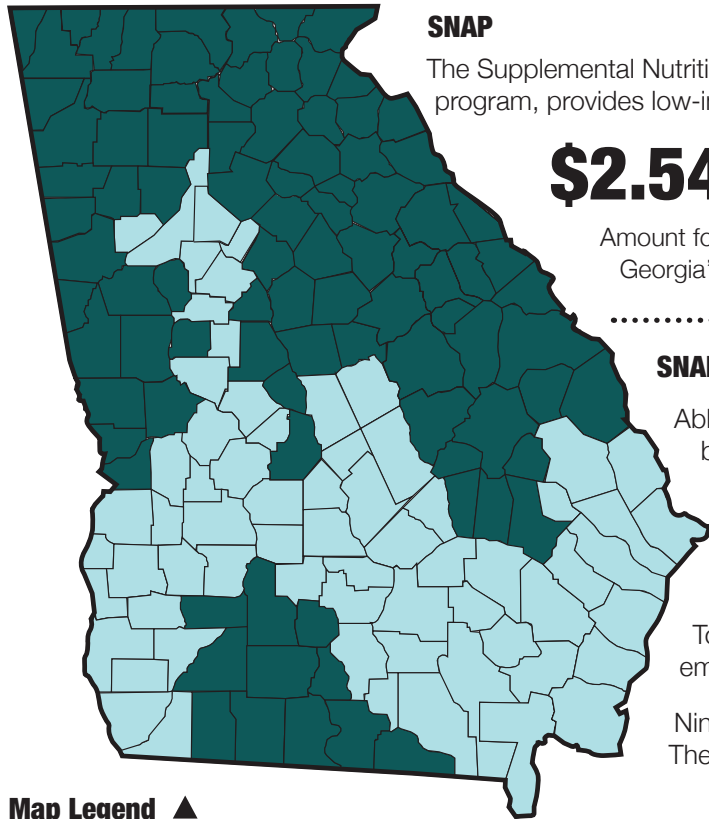 SNAP
The Supplemental Nutriti
program, provides low-i
$2.54
Amount fo
Georgia'
SNAP
Abl
b
To
em
Nin
The
Map Legend ▲